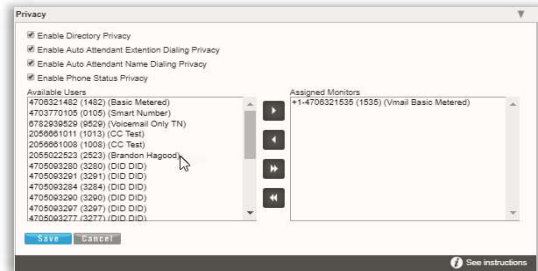 Privacy
Enable Directory Privacy
Enable Auto Attendant Extention Dialing Privacy
Enable Auto Attendant Name Dialing Privacy
Enable Phone Status Privacy
Available Users
4706321482 (1482) (Basic Metered)
4703770105 (0105) (Smart Number)
6782939529 (9529) (Voicemail Only TN)
2056661011 (1013) (CC Test)
2056661008 (1008) (CC Test)
2055022523 (2523) (Brandon Hagood)
4705093280 (3280) (DID DID)
4705093291 (3291) (DID DID)
4705093284 (3284) (DID DID)
4705093290 (3290) (DID DID)
4705093297 (3297) (DID DID)
4705093277 (3277) (DID DID)
Assigned Monitors
+1-4706321535 (1535) (Vmail Basic Metered)
Save Cancel
See instructions